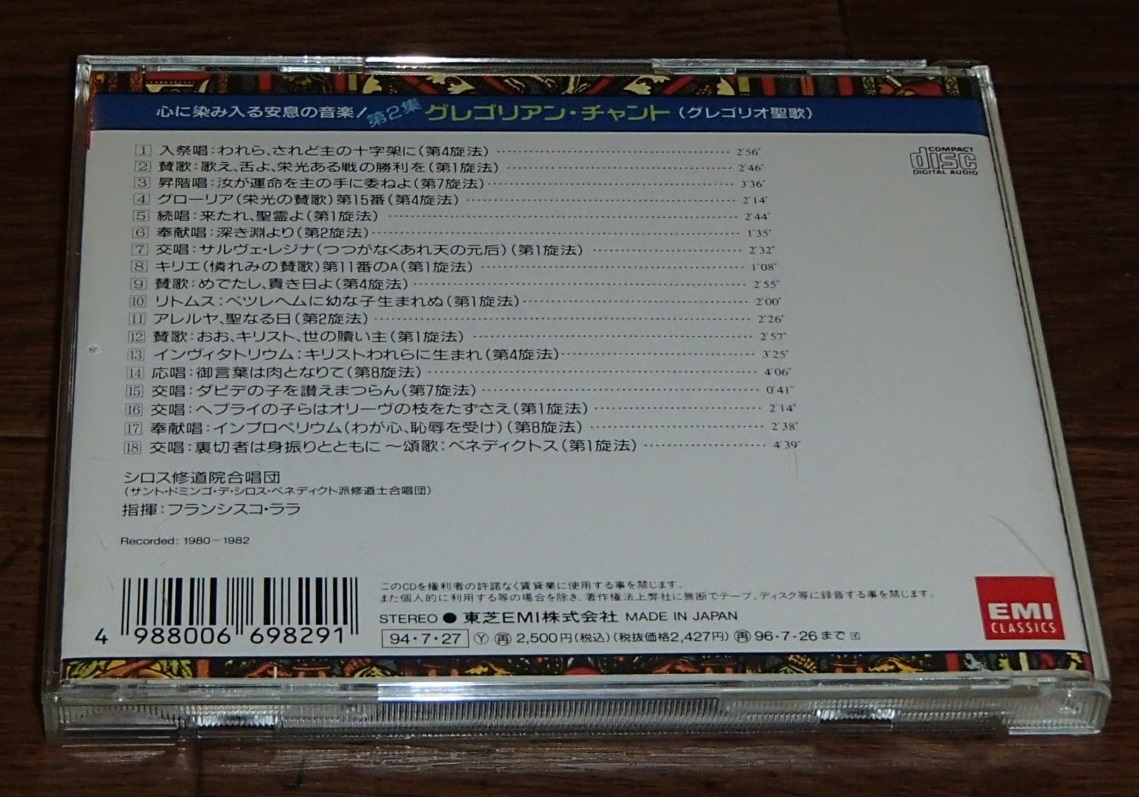 心に染み入る安息の音楽! 第2集 グレゴリアン・チャント (グレゴリオ聖歌)
1 入祭唱:われら、されど主の十字架に(第4旋法) 2'56"
2 賛歌:歌え、舌よ、栄光ある戦の勝利を(第1旋法) 2'46"
3 昇階唱:汝が運命を主の手に委ねよ(第7旋法) 3'36"
4 グローリア(栄光の賛歌)第15番(第4旋法) 2'14"
5 続唱:来たれ、聖霊よ(第1旋法) 2'44"
6 奉献唱:深き淵より(第2旋法) 1'35"
7 交唱:サルヴェ・レジナ(つつがなくあれ天の元后)(第1旋法) 2'32"
8 キリエ(憐れみの賛歌)第11番のA(第1旋法) 1'08"
9 賛歌:めでたし、貴き日よ(第4旋法) 2'55"
10 リトムス:ベツレヘムに幼な子生まれぬ(第1旋法) 2'00"
11 アレルヤ、聖なる日(第2旋法) 2'26"
12 賛歌:おお、キリスト、世の贖い主(第1旋法) 2'57"
13 インヴィタトリウム:キリストわれらに生まれ(第4旋法) 3'25"
14 応唱:御言葉は肉となりて(第8旋法) 4'06"
15 交唱:ダビデの子を讃えまつらん(第7旋法) 0'41"
16 交唱:ヘブライの子らはオリーヴの枝をたずさえ(第1旋法) 2'14"
17 奉献唱:インプロペリウム(わが心、恥辱を受け)(第8旋法) 2'38"
18 交唱:裏切者は身振りとともに ～頌歌:ベネディクトス(第1旋法) 4'39"
COMPACT
disc
DIGITAL AUDIO
シロス修道院合唱団
(サント・ドミンゴ・デ・シロス・ベネディクト派修道士合唱団)
指揮:フランシスコ・ララ
Recorded: 1980-1982
このCDを権利者の許諾なく賃貸業に使用する事を禁じます。
また個人的に利用する等の場合を除き、著作権法上弊社に無断でテープ、ディスク等に録音する事を禁じます。
STEREO ● 東芝EMI株式会社 MADE IN JAPAN
94・7・27 Ⓨ ㊢ 2,500円(税込)(税抜価格2,427円) 再 96・7・26まで
4 988006 698291
EMI
CLASSICS